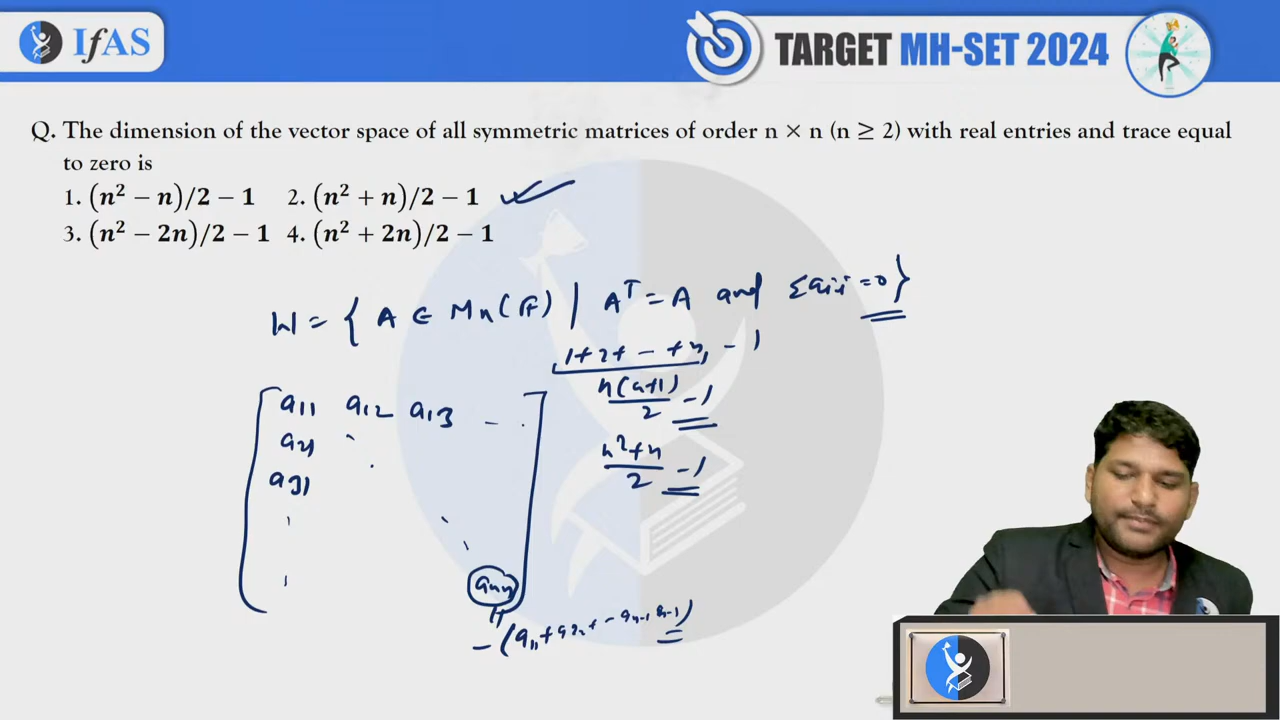 IfAS
TARGET MH-SET 2024
Q. The dimension of the vector space of all symmetric matrices of order n × n (n ≥ 2) with real entries and trace equal
to zero is
1. (n² − n)/2 − 1 2. (n² + n)/2 − 1
3. (n² − 2n)/2 − 1 4. (n² + 2n)/2 − 1
W = { A ∈ Mn(F) | Aᵀ = A and Σaii = 0 }
1+2+ - +n, - 1
n(n+1)/2 - 1
n²+n/2 - 1
a11 a12 a13 - .
a21
a31
ann
= -(a11 + a22 + - an-1 n-1)